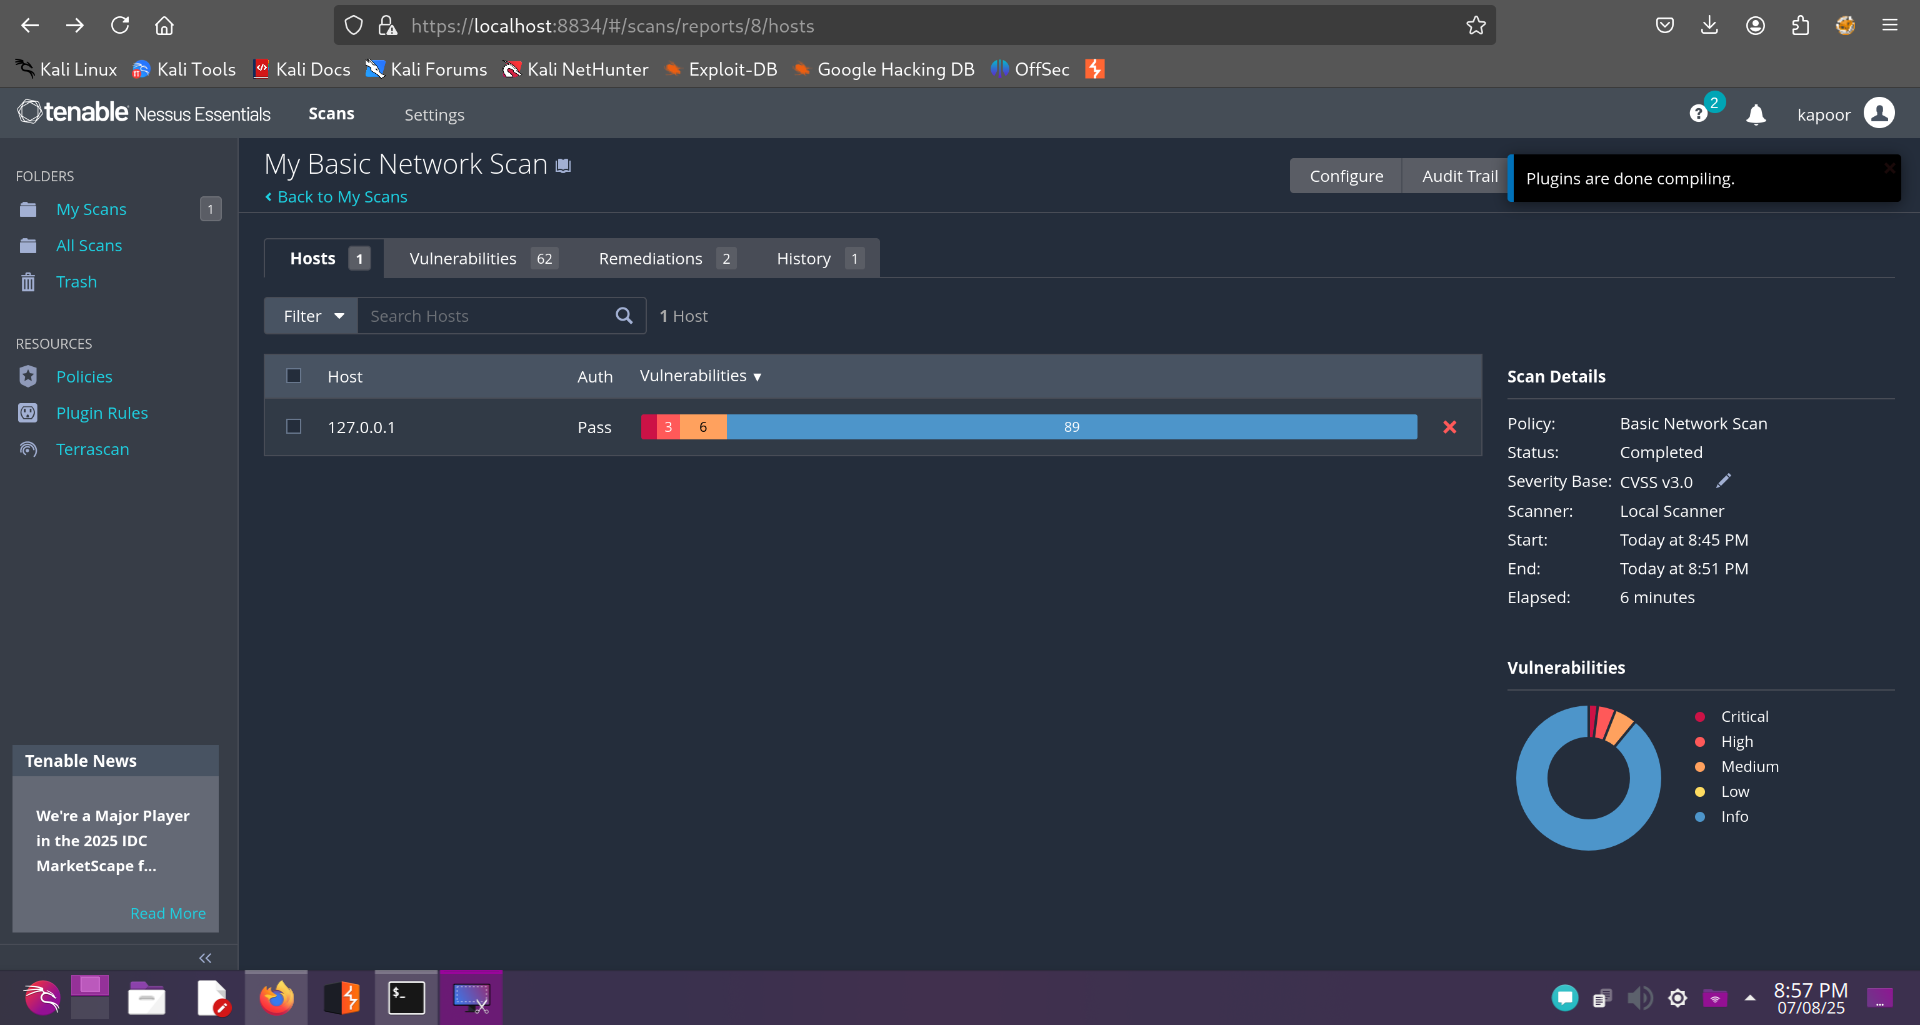 https://localhost:8834/#/scans/reports/8/hosts
Kali Linux Kali Tools Kali Docs Kali Forums Kali NetHunter Exploit-DB Google Hacking DB OffSec
tenable Nessus Essentials Scans Settings 2 kapoor
FOLDERS
My Scans 1
All Scans
Trash
RESOURCES
Policies
Plugin Rules
Terrascan
Tenable News
We're a Major Player
in the 2025 IDC
MarketScape f...
Read More
My Basic Network Scan
Back to My Scans
Configure Audit Trail
Plugins are done compiling.
Hosts 1 Vulnerabilities 62 Remediations 2 History 1
Filter Search Hosts 1 Host
Host Auth Vulnerabilities
127.0.0.1 Pass 3 6 89
Scan Details
Policy: Basic Network Scan
Status: Completed
Severity Base: CVSS v3.0
Scanner: Local Scanner
Start: Today at 8:45 PM
End: Today at 8:51 PM
Elapsed: 6 minutes
Vulnerabilities
Critical
High
Medium
Low
Info
$_
8:57 PM
07/08/25